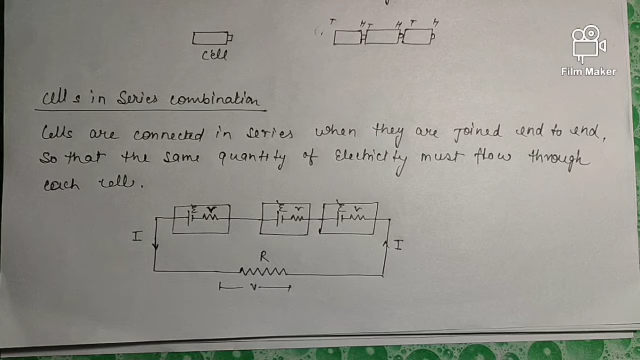 T H T H T H
Film Maker
Cell
Cells in Series combination
Cells are connected in series when they are joined end to end,
So that the same quantity of Electricity must flow through
each cell.
ε r ε r ε r
I I
R
v